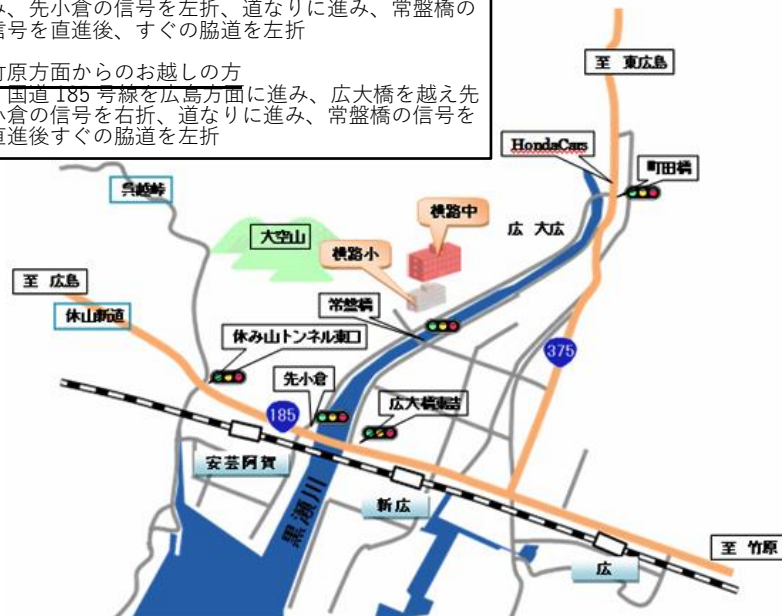 み、先小倉の信号を左折、道なりに進み、常盤橋の
信号を直進後、すぐの脇道を左折
竹原方面からのお越しの方
国道185号線を広島方面に進み、広大橋を越え先
小倉の信号を右折、道なりに進み、常盤橋の信号を
直進後すぐの脇道を左折
至 東広島
HondaCars
町田橋
呉越峠
横路中
広 大広
大空山
横路小
至 広島
常盤橋
休山新道
休み山トンネル東口
375
先小倉
広大橋東詰
185
安芸阿賀
黒瀬川
新広
至 竹原
広